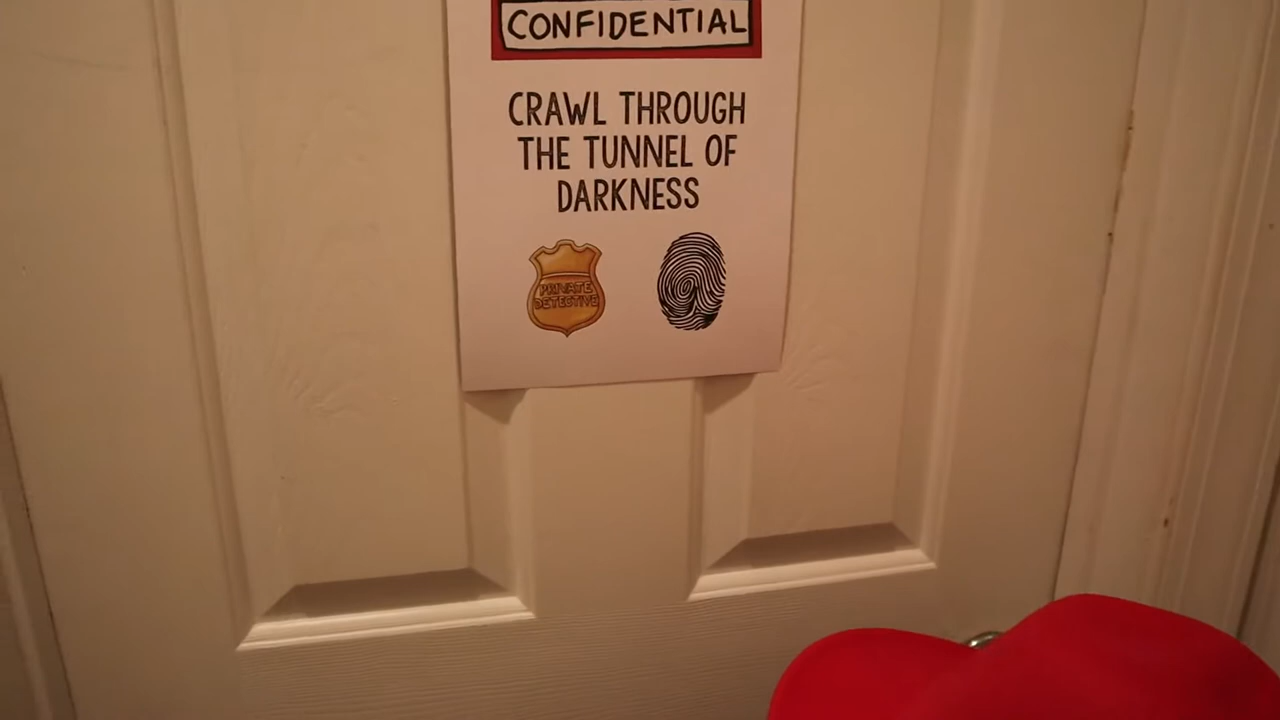 CONFIDENTIAL
CRAWL THROUGH
THE TUNNEL OF
DARKNESS
PRIVATE
DETECTIVE